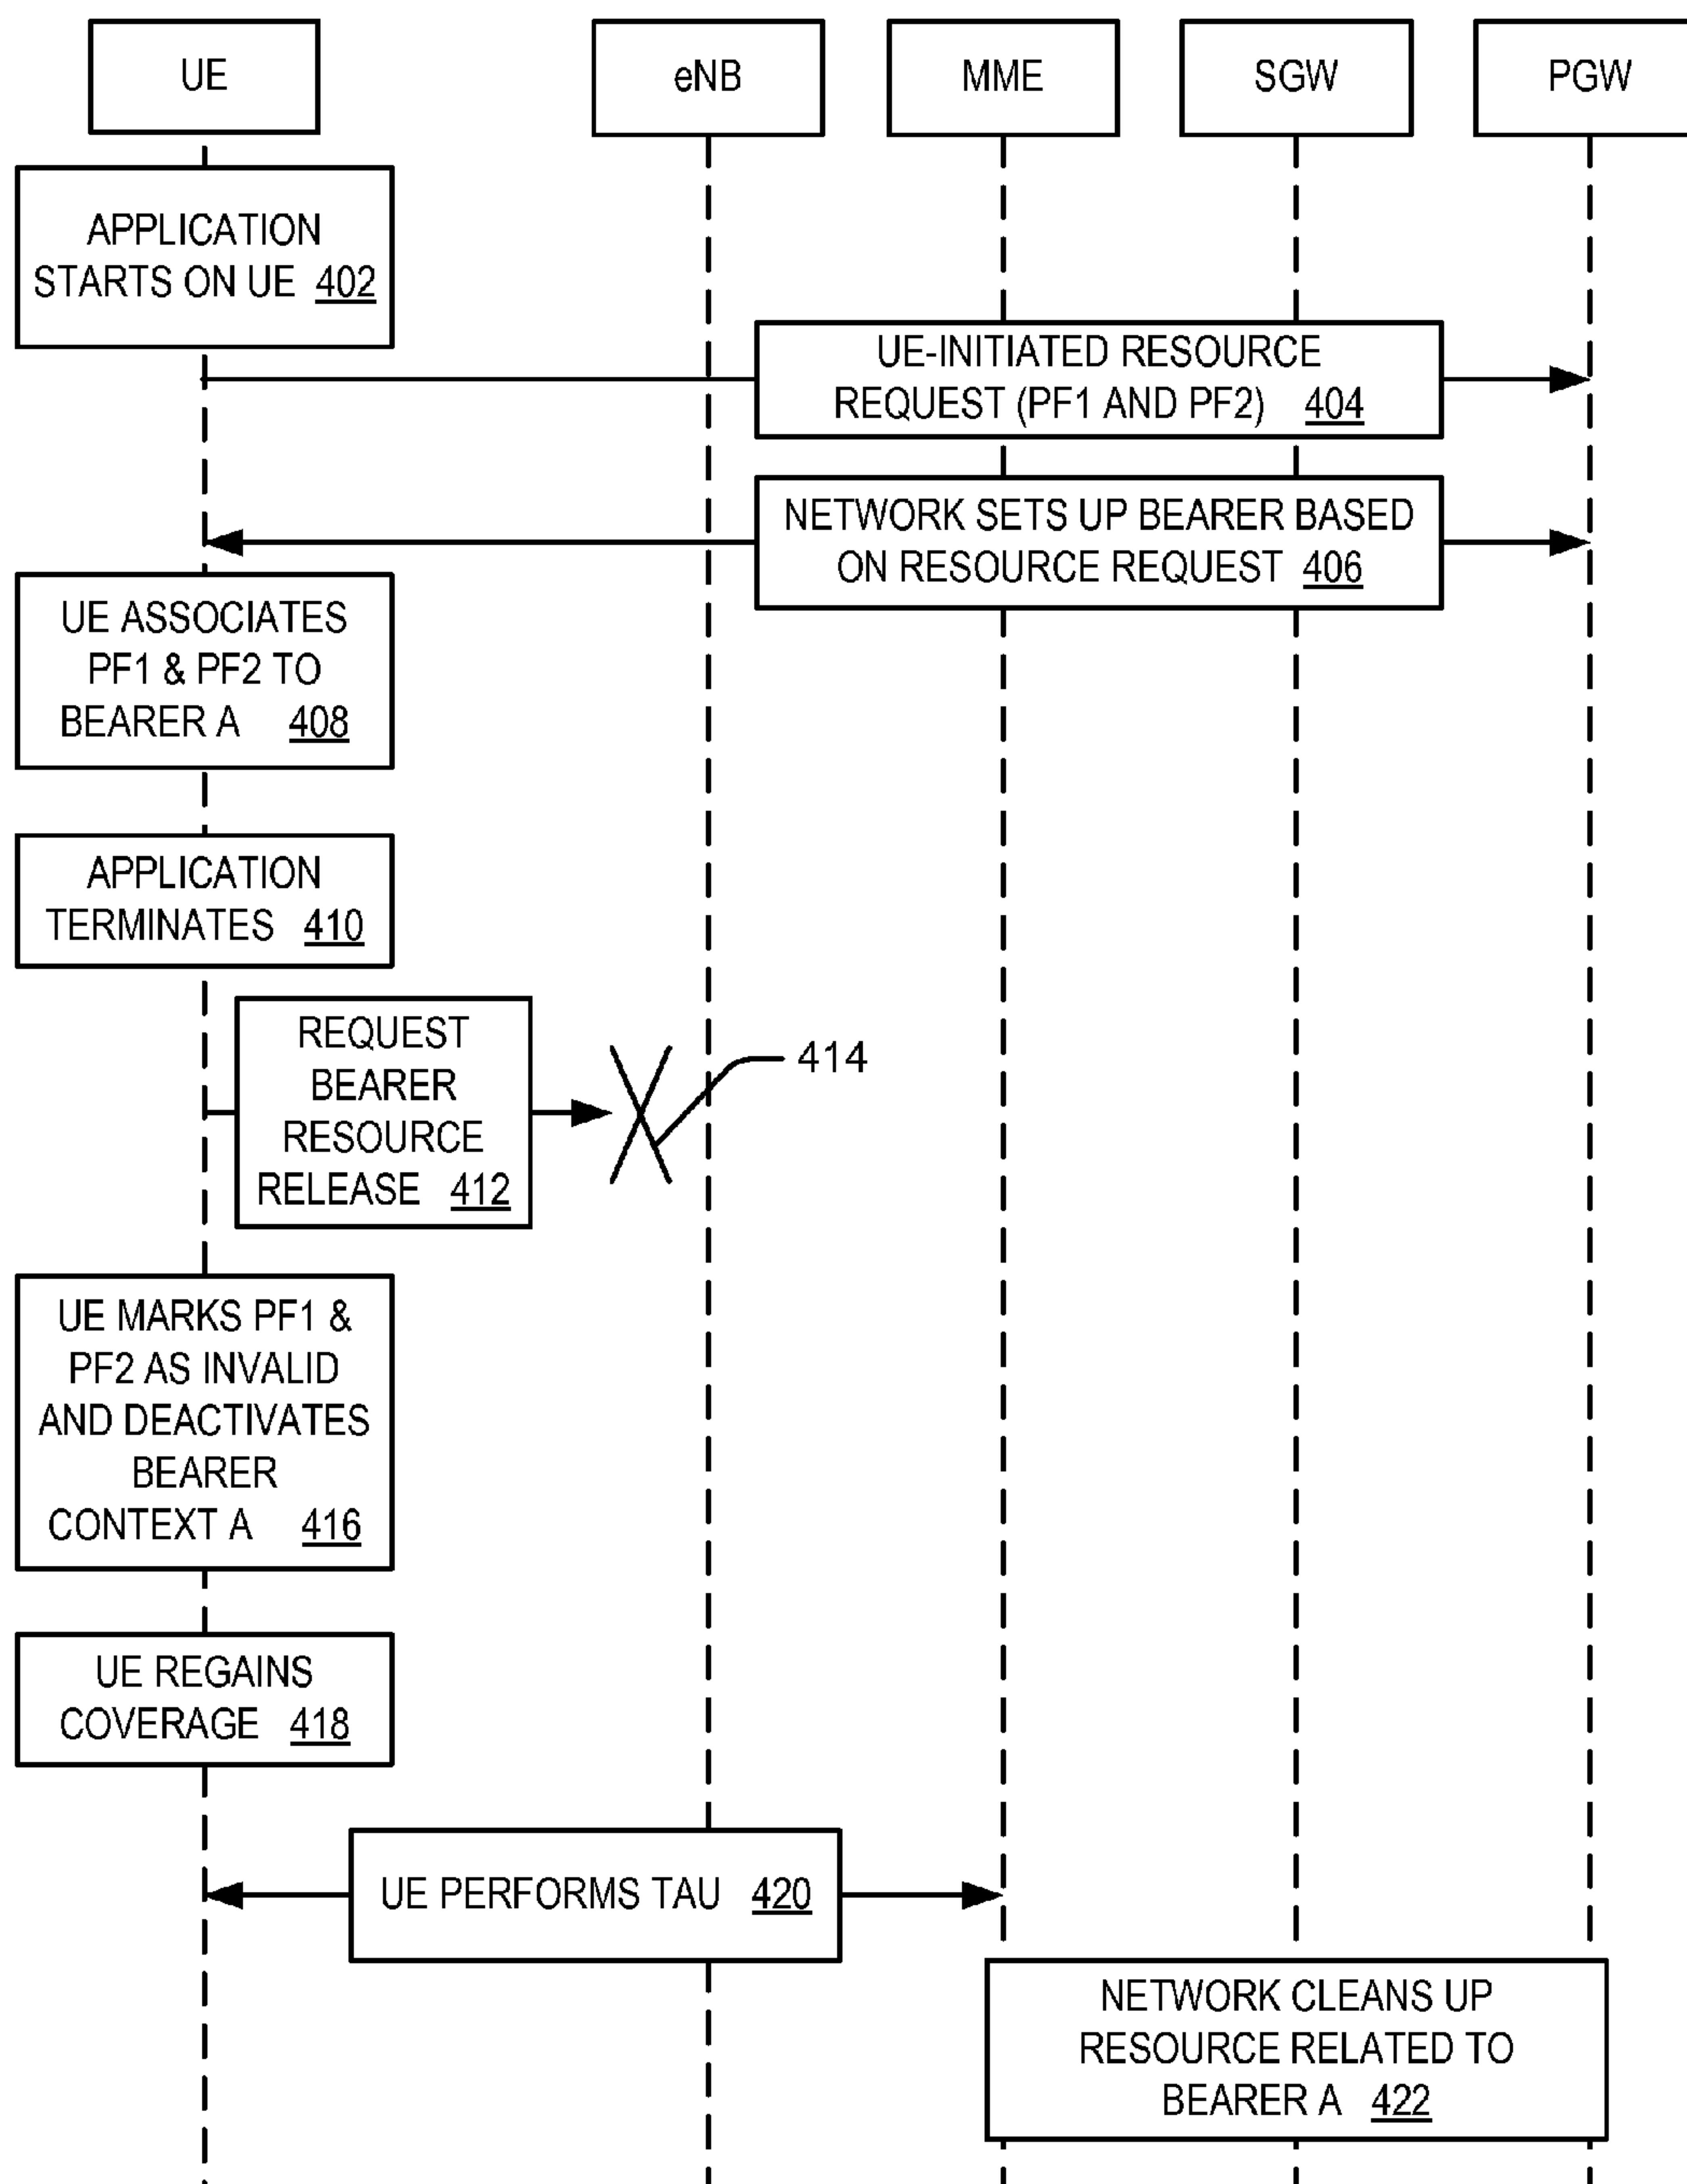 UE
eNB
MME
SGW
PGW
APPLICATION
STARTS ON UE 402
UE-INITIATED RESOURCE
REQUEST (PF1 AND PF2) 404
NETWORK SETS UP BEARER BASED
ON RESOURCE REQUEST 406
UE ASSOCIATES
PF1 & PF2 TO
BEARER A 408
APPLICATION
TERMINATES 410
REQUEST
BEARER
RESOURCE
RELEASE 412
414
UE MARKS PF1 &
PF2 AS INVALID
AND DEACTIVATES
BEARER
CONTEXT A 416
UE REGAINS
COVERAGE 418
UE PERFORMS TAU 420
NETWORK CLEANS UP
RESOURCE RELATED TO
BEARER A 422